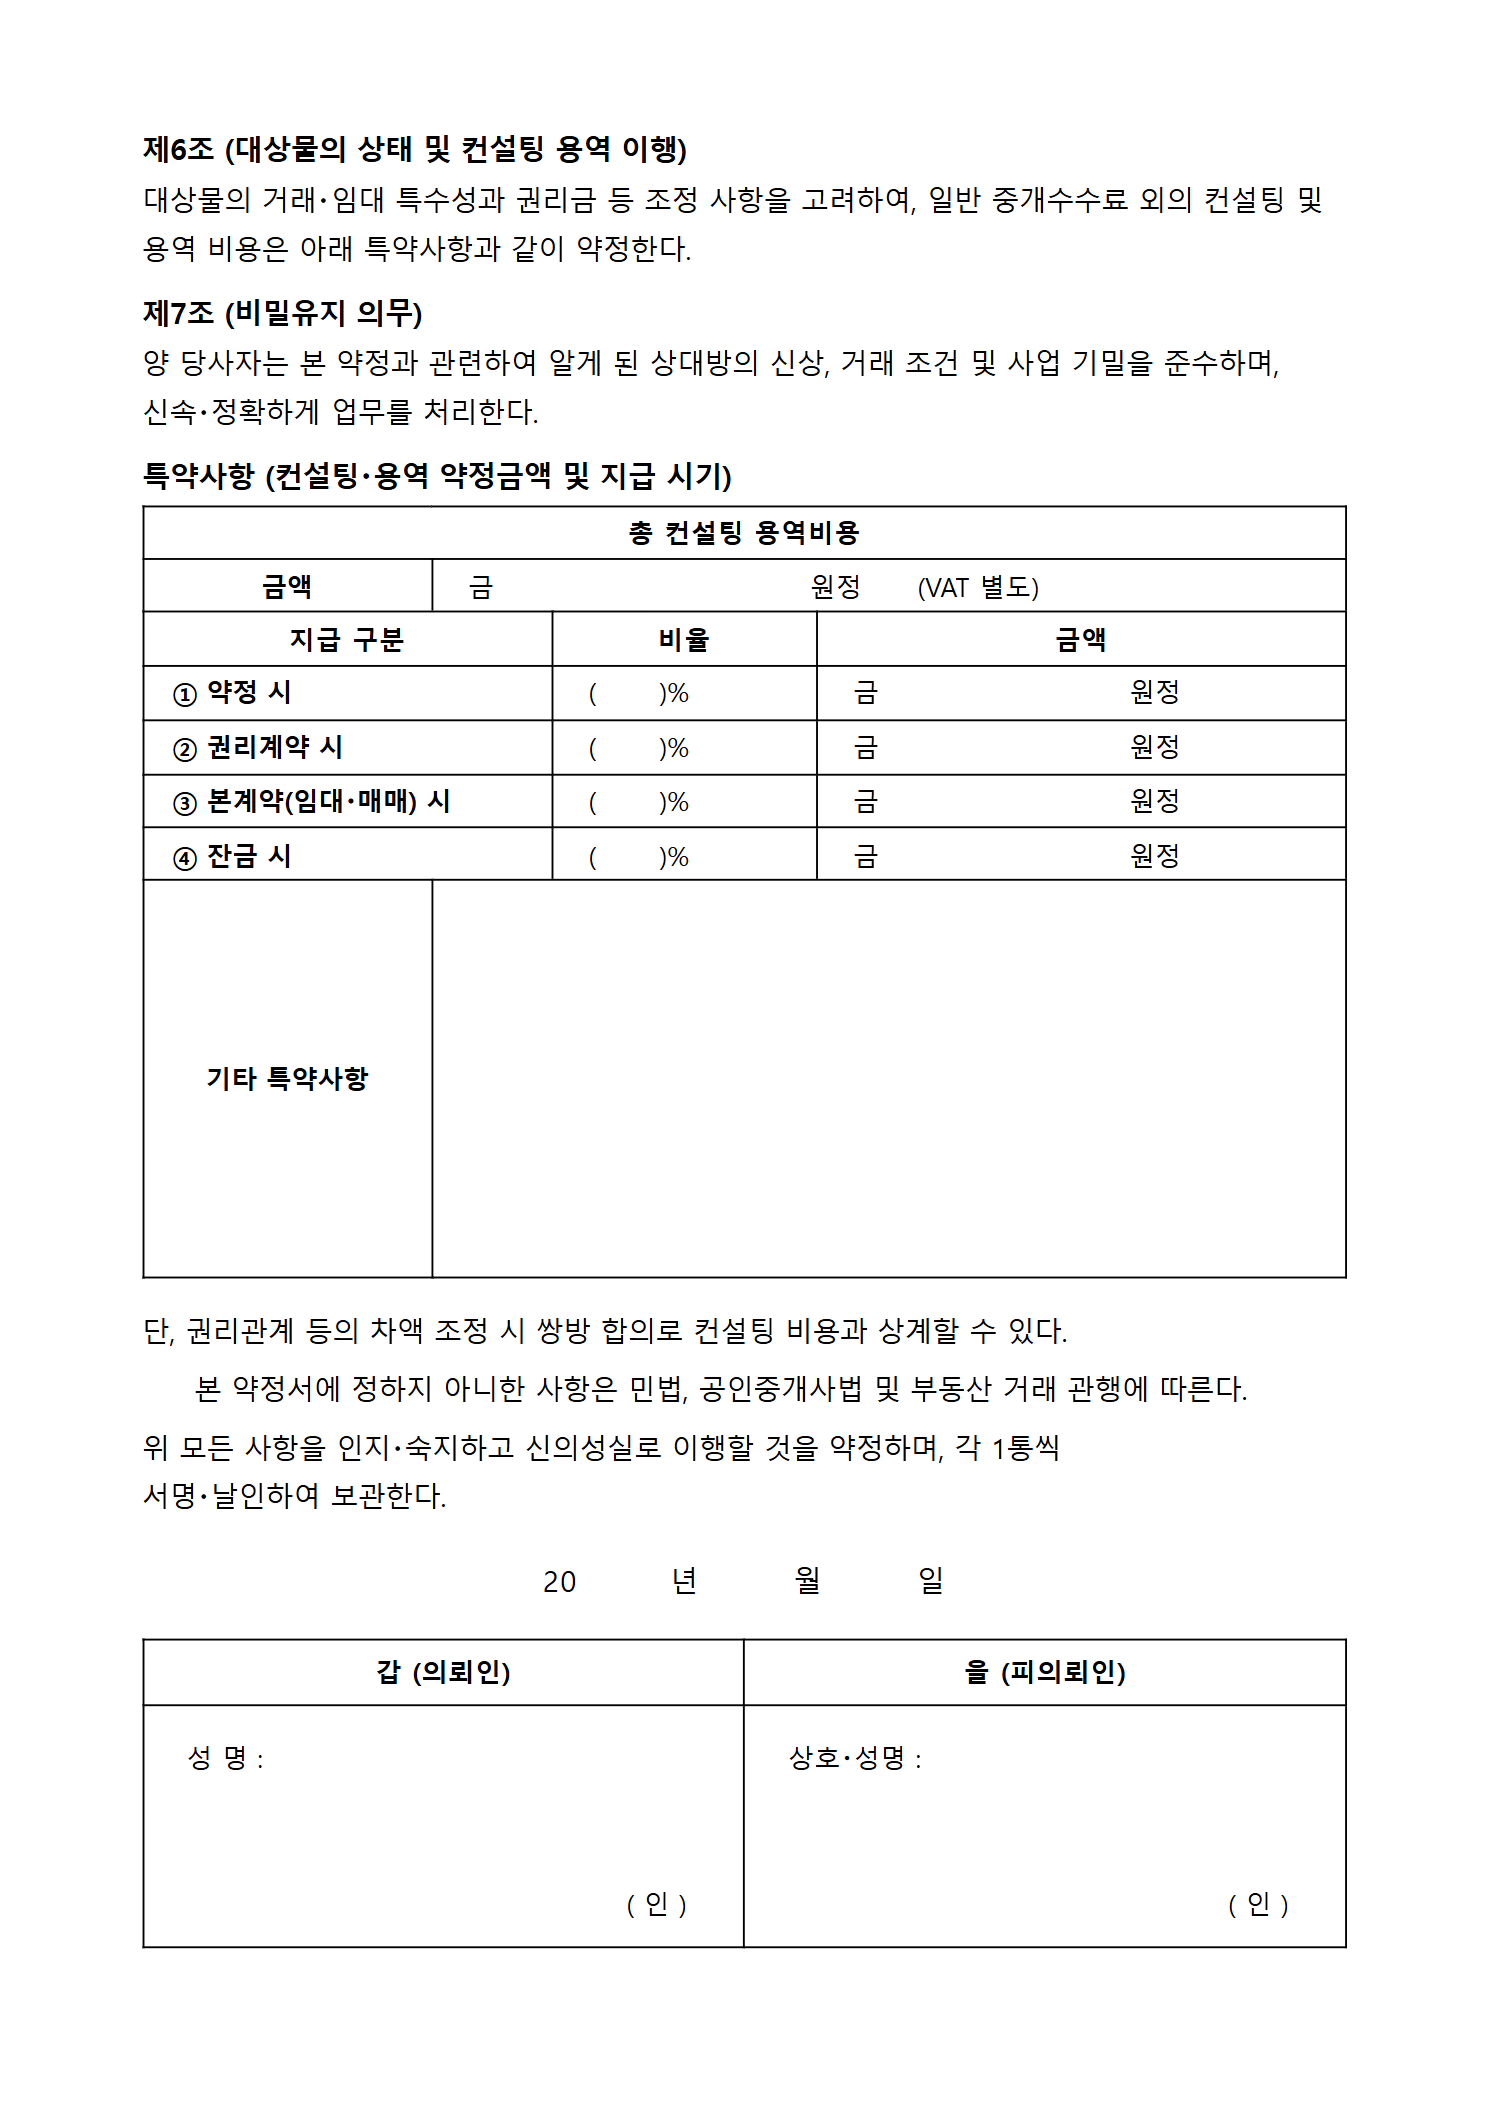 제6조 (대상물의 상태 및 컨설팅 용역 이행)
대상물의 거래·임대 특수성과 권리금 등 조정 사항을 고려하여, 일반 중개수수료 외의 컨설팅 및
용역 비용은 아래 특약사항과 같이 약정한다.
제7조 (비밀유지 의무)
양 당사자는 본 약정과 관련하여 알게 된 상대방의 신상, 거래 조건 및 사업 기밀을 준수하며,
신속·정확하게 업무를 처리한다.
특약사항 (컨설팅·용역 약정금액 및 지급 시기)
총 컨설팅 용역비용
금액 금 원정 (VAT 별도)
지급 구분 비율 금액
① 약정 시 ( )% 금 원정
② 권리계약 시 ( )% 금 원정
③ 본계약(임대·매매) 시 ( )% 금 원정
④ 잔금 시 ( )% 금 원정
기타 특약사항
단, 권리관계 등의 차액 조정 시 쌍방 합의로 컨설팅 비용과 상계할 수 있다.
본 약정서에 정하지 아니한 사항은 민법, 공인중개사법 및 부동산 거래 관행에 따른다.
위 모든 사항을 인지·숙지하고 신의성실로 이행할 것을 약정하며, 각 1통씩
서명·날인하여 보관한다.
20 년 월 일
갑 (의뢰인) 을 (피의뢰인)
성 명 : 상호·성명 :
( 인 ) ( 인 )